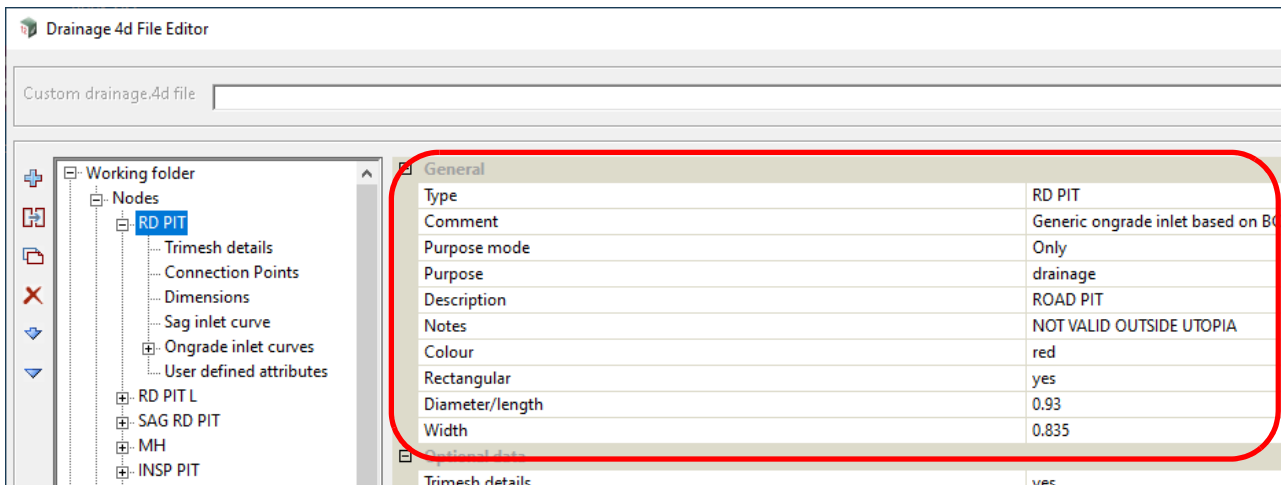 Drainage 4d File Editor
Custom drainage.4d file
Working folder
Nodes
RD PIT
Trimesh details
Connection Points
Dimensions
Sag inlet curve
Ongrade inlet curves
User defined attributes
RD PIT L
SAG RD PIT
MH
INSP PIT
General
Type RD PIT
Comment Generic ongrade inlet based on
Purpose mode Only
Purpose drainage
Description ROAD PIT
Notes NOT VALID OUTSIDE UTOPIA
Colour red
Rectangular yes
Diameter/length 0.93
Width 0.835
Optional data
Trimesh details yes